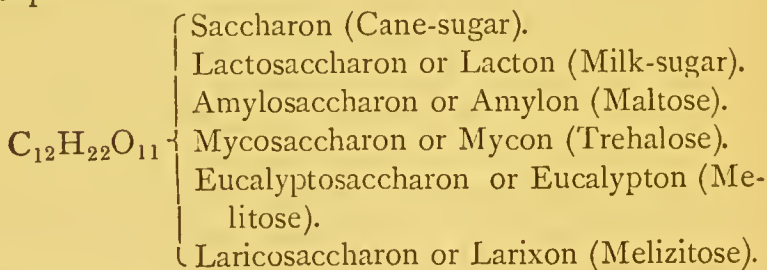 Saccharon (Cane-sugar).
Lactosaccharon or Lacton (Milk-sugar).
Amylosaccharon or Amylon (Maltose).
C₁₂H₂₂O₁₁ Mycosaccharon or Mycon (Trehalose).
Eucalyptosaccharon or Eucalypton (Me-
litose).
Laricosaccharon or Larixon (Melizitose).